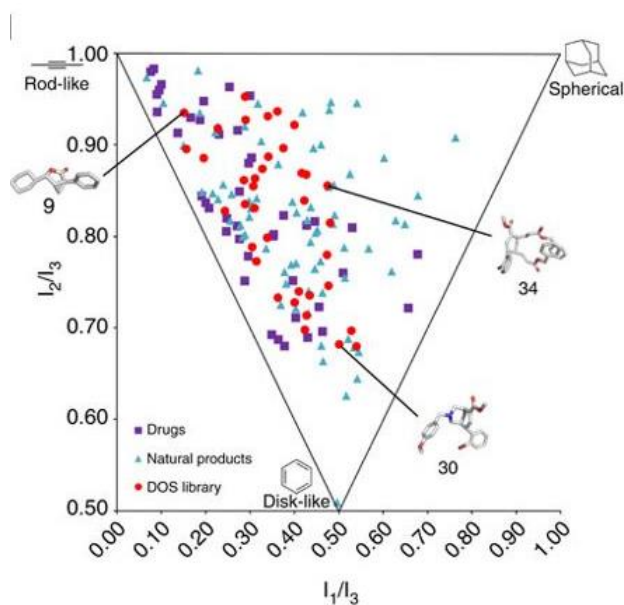 1.00
Rod-like
Spherical
0.90
9
0.80
I2/I3
34
0.70
30
0.60
Drugs
Natural products
DOS library
Disk-like
0.50
0.00
0.10
0.20
0.30
0.40
0.50
0.60
0.70
0.80
0.90
1.00
I1/I3